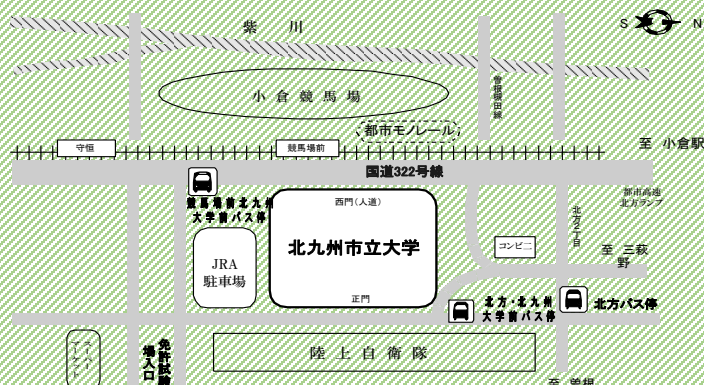 紫川
S N
小倉競馬場
曽根槻田線
都市モノレール
至 小倉駅
守恒
競馬場前
国道322号線
都市高速
北方ランプ
競馬場前北九州
大学前バス停
西門(人道)
北方2丁目
北九州市立大学
コンビニ
至 三萩
野
JRA
駐車場
正門
北方・北九州
大学前バス停
北方バス停
スーパー
マーケット
免許試験
場入口
陸上自衛隊
至 曽根